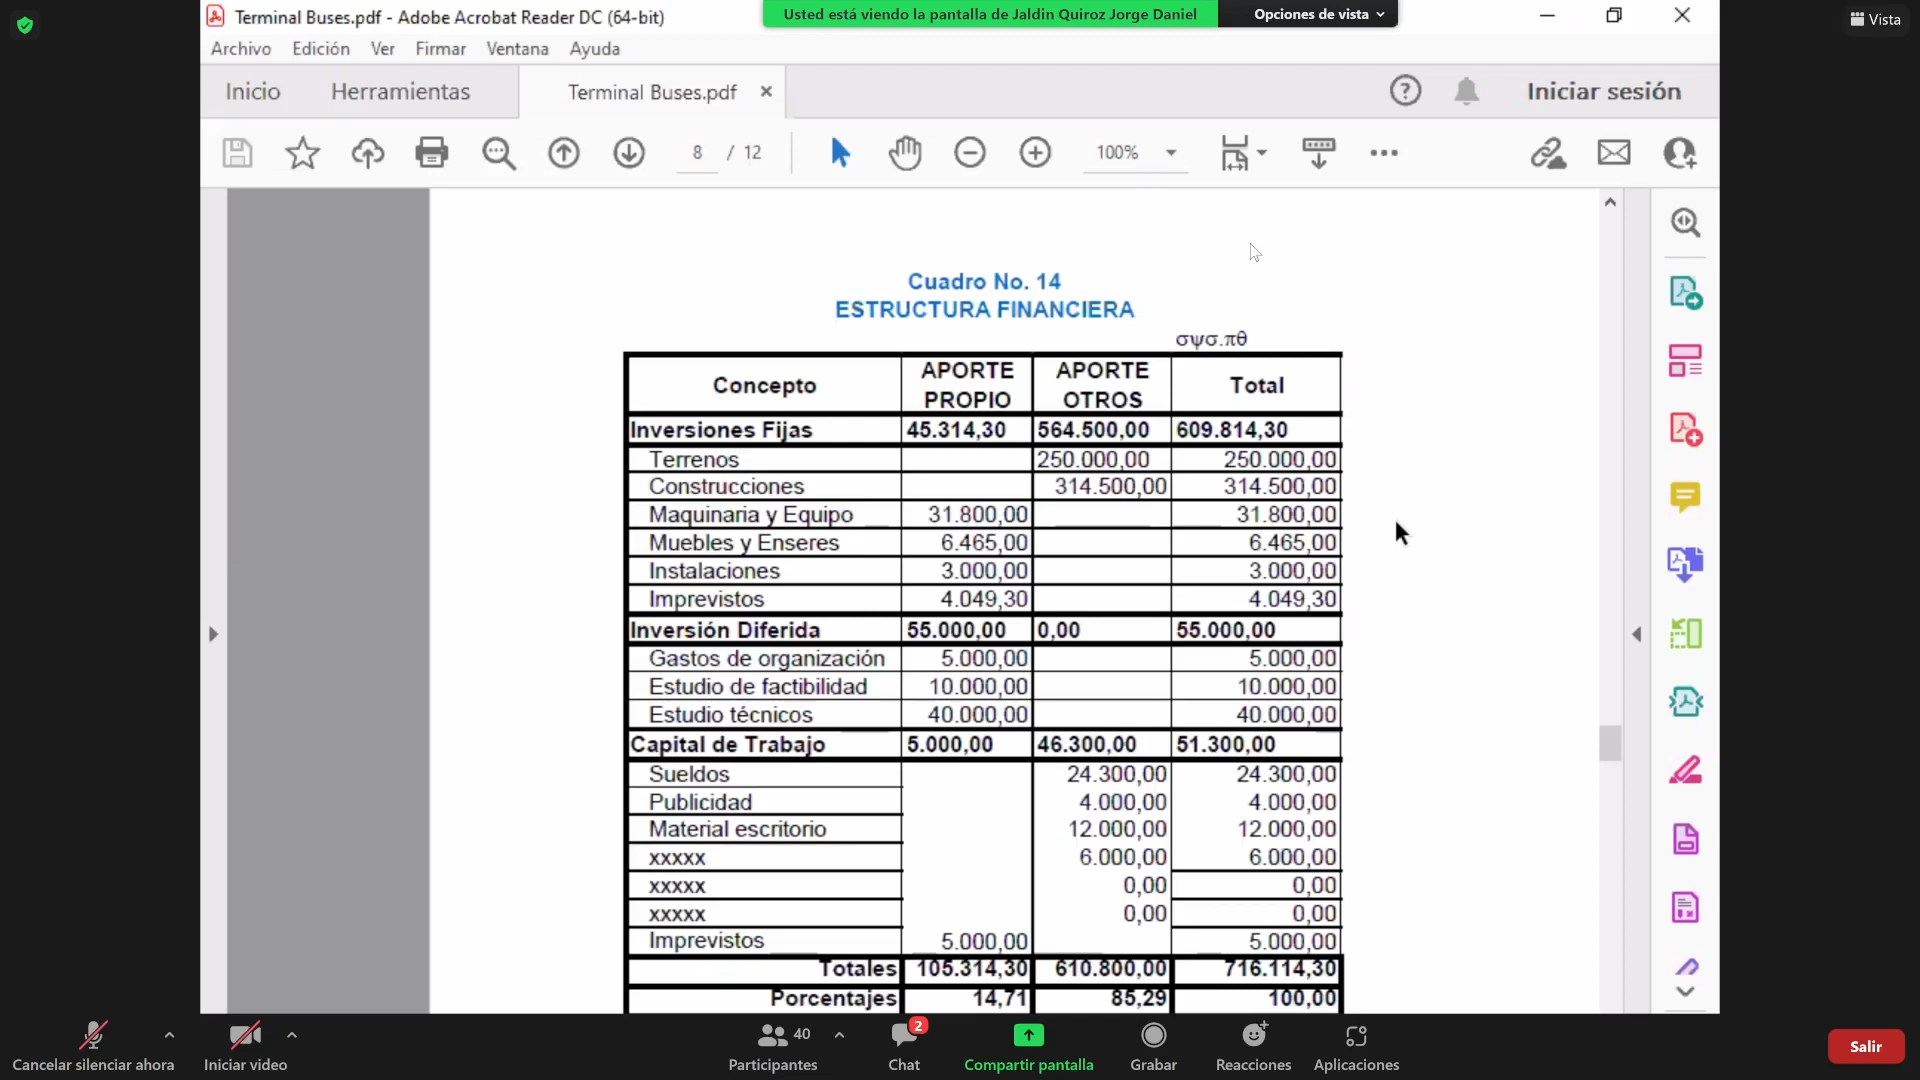 Terminal Buses.pdf - Adobe Acrobat Reader DC (64-bit)
Usted está viendo la pantalla de Jaldin Quiroz Jorge Daniel
Opciones de vista
Vista
Archivo Edición Ver Firmar Ventana Ayuda
Inicio Herramientas Terminal Buses.pdf Iniciar sesión
8 / 12 100%
Cuadro No. 14
ESTRUCTURA FINANCIERA
σψσ.πθ
Concepto APORTE PROPIO APORTE OTROS Total
Inversiones Fijas 45.314,30 564.500,00 609.814,30
Terrenos 250.000,00 250.000,00
Construcciones 314.500,00 314.500,00
Maquinaria y Equipo 31.800,00 31.800,00
Muebles y Enseres 6.465,00 6.465,00
Instalaciones 3.000,00 3.000,00
Imprevistos 4.049,30 4.049,30
Inversión Diferida 55.000,00 0,00 55.000,00
Gastos de organización 5.000,00 5.000,00
Estudio de factibilidad 10.000,00 10.000,00
Estudio técnicos 40.000,00 40.000,00
Capital de Trabajo 5.000,00 46.300,00 51.300,00
Sueldos 24.300,00 24.300,00
Publicidad 4.000,00 4.000,00
Material escritorio 12.000,00 12.000,00
xxxxx 6.000,00 6.000,00
xxxxx 0,00 0,00
xxxxx 0,00 0,00
Imprevistos 5.000,00 5.000,00
Totales 105.314,30 610.800,00 716.114,30
Porcentajes 14,71 85,29 100,00
40 2
Cancelar silenciar ahora Iniciar video Participantes Chat Compartir pantalla Grabar Reacciones Aplicaciones Salir